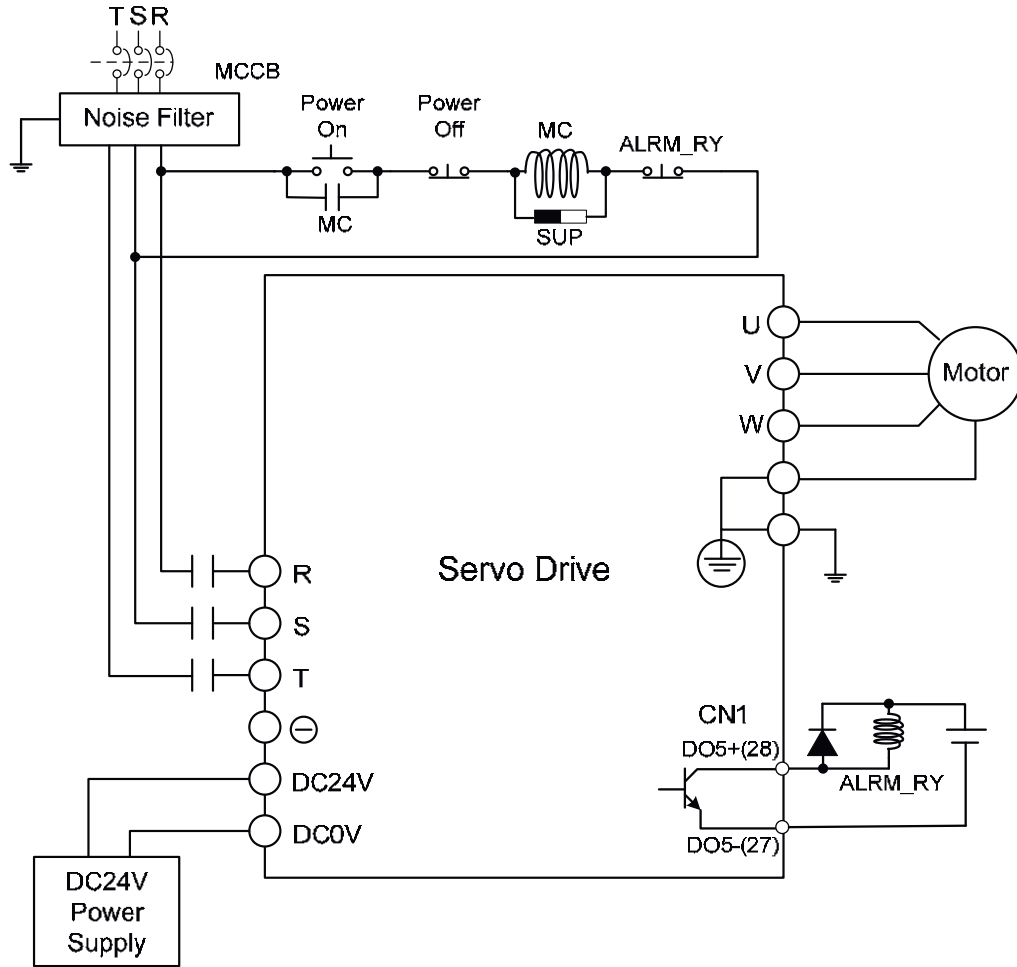 TSR
MCCB
Noise Filter
Power
On
Power
Off
MC
ALRM_RY
MC
SUP
U
V
W
Motor
Servo Drive
R
S
T
DC24V
DC0V
CN1
DO5+(28)
ALRM_RY
DO5-(27)
DC24V
Power
Supply